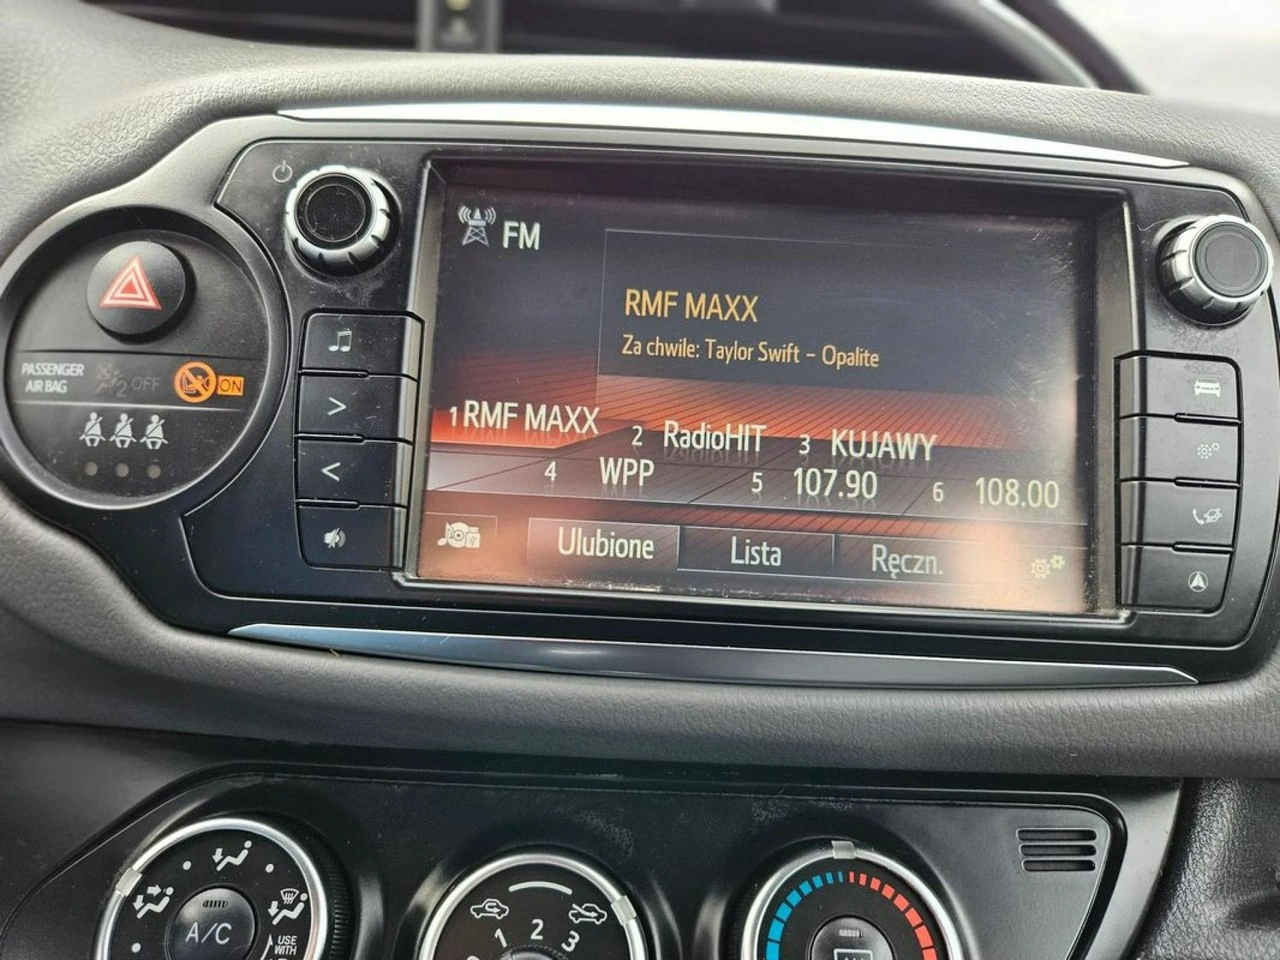 FM
RMF MAXX
Za chwile: Taylor Swift – Opalite
1 RMF MAXX 2 RadioHIT 3 KUJAWY
4 WPP 5 107.90 6 108.00
Ulubione Lista Ręczn.
PASSENGER
AIR BAG 2 OFF ON
A/C
USE
WITH
1 2 3